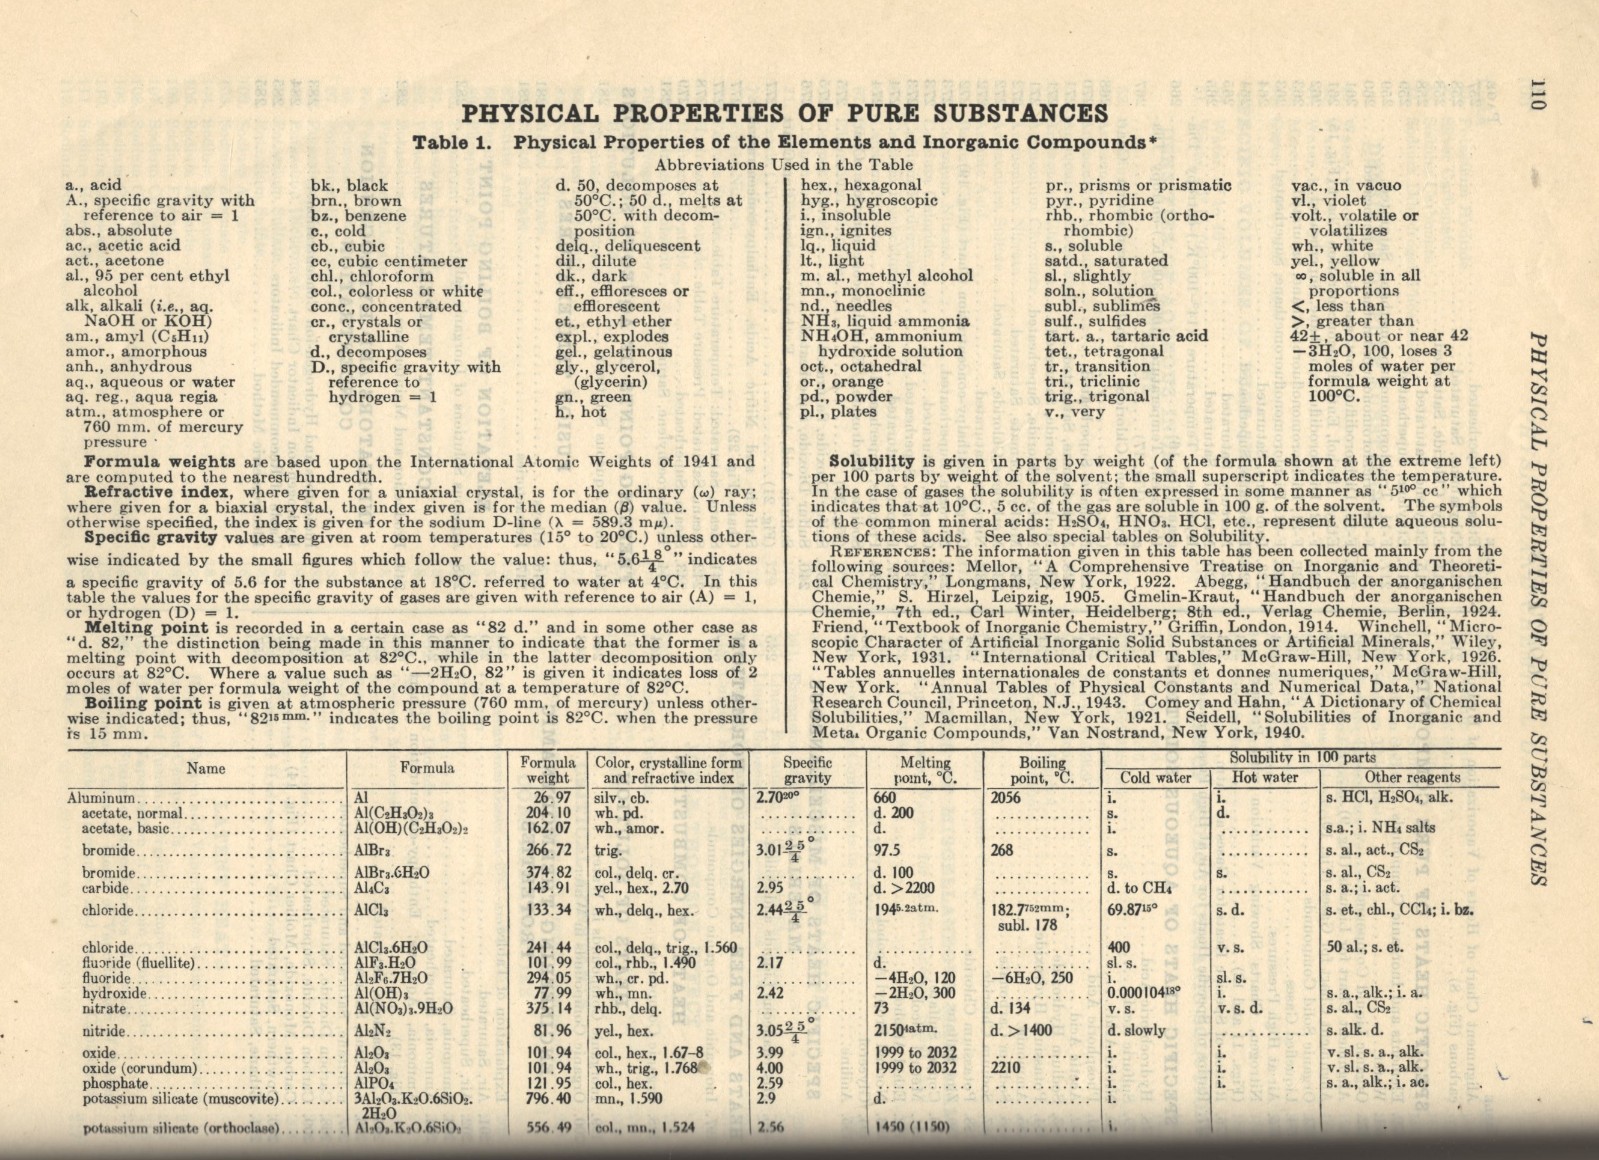 PHYSICAL PROPERTIES OF PURE SUBSTANCES
Table 1. Physical Properties of the Elements and Inorganic Compounds*
Abbreviations Used in the Table
a., acid
A., specific gravity with
reference to air = 1
abs., absolute
ac., acetic acid
act., acetone
al., 95 per cent ethyl
alcohol
alk, alkali (i.e., aq.
NaOH or KOH)
am., amyl (C₅H₁₁)
amor., amorphous
anh., anhydrous
aq., aqueous or water
aq. reg., aqua regia
atm., atmosphere or
760 mm. of mercury
pressure
bk., black
brn., brown
bz., benzene
c., cold
cb., cubic
cc, cubic centimeter
chl., chloroform
col., colorless or white
conc., concentrated
cr., crystals or
crystalline
d., decomposes
D., specific gravity with
reference to
hydrogen = 1
d. 50, decomposes at
50°C.; 50 d., melts at
50°C. with decom-
position
delq., deliquescent
dil., dilute
dk., dark
eff., effloresces or
efflorescent
et., ethyl ether
expl., explodes
gel., gelatinous
gly., glycerol,
(glycerin)
gn., green
h., hot
hex., hexagonal
hyg., hygroscopic
i., insoluble
ign., ignites
lq., liquid
lt., light
m. al., methyl alcohol
mn., monoclinic
nd., needles
NH₃, liquid ammonia
NH₄OH, ammonium
hydroxide solution
oct., octahedral
or., orange
pd., powder
pl., plates
pr., prisms or prismatic
pyr., pyridine
rhb., rhombic (ortho-
rhombic)
s., soluble
satd., saturated
sl., slightly
soln., solution
subl., sublimes
sulf., sulfides
tart. a., tartaric acid
tet., tetragonal
tr., transition
tri., triclinic
trig., trigonal
v., very
vac., in vacuo
vl., violet
volt., volatile or
volatilizes
wh., white
yel., yellow
∞, soluble in all
proportions
<, less than
>, greater than
42±, about or near 42
—3H₂O, 100, loses 3
moles of water per
formula weight at
100°C.
Formula weights are based upon the International Atomic Weights of 1941 and
are computed to the nearest hundredth.
Refractive index, where given for a uniaxial crystal, is for the ordinary (ω) ray;
where given for a biaxial crystal, the index given is for the median (β) value. Unless
otherwise specified, the index is given for the sodium D-line (λ = 589.3 mμ).
Specific gravity values are given at room temperatures (15° to 20°C.) unless other-
wise indicated by the small figures which follow the value: thus, "5.6 18°/4" indicates
a specific gravity of 5.6 for the substance at 18°C. referred to water at 4°C. In this
table the values for the specific gravity of gases are given with reference to air (A) = 1,
or hydrogen (D) = 1.
Melting point is recorded in a certain case as "82 d." and in some other case as
"d. 82," the distinction being made in this manner to indicate that the former is a
melting point with decomposition at 82°C., while in the latter decomposition only
occurs at 82°C. Where a value such as "—2H₂O, 82" is given it indicates loss of 2
moles of water per formula weight of the compound at a temperature of 82°C.
Boiling point is given at atmospheric pressure (760 mm. of mercury) unless other-
wise indicated; thus, "82¹⁵ ᵐᵐ·" indicates the boiling point is 82°C. when the pressure
is 15 mm.
Solubility is given in parts by weight (of the formula shown at the extreme left)
per 100 parts by weight of the solvent; the small superscript indicates the temperature.
In the case of gases the solubility is often expressed in some manner as "5¹⁰° cc" which
indicates that at 10°C., 5 cc. of the gas are soluble in 100 g. of the solvent. The symbols
of the common mineral acids: H₂SO₄, HNO₃, HCl, etc., represent dilute aqueous solu-
tions of these acids. See also special tables on Solubility.
REFERENCES: The information given in this table has been collected mainly from the
following sources: Mellor, "A Comprehensive Treatise on Inorganic and Theoreti-
cal Chemistry," Longmans, New York, 1922. Abegg, "Handbuch der anorganischen
Chemie," S. Hirzel, Leipzig, 1905. Gmelin-Kraut, "Handbuch der anorganischen
Chemie," 7th ed., Carl Winter, Heidelberg; 8th ed., Verlag Chemie, Berlin, 1924.
Friend, "Textbook of Inorganic Chemistry," Griffin, London, 1914. Winchell, "Micro-
scopic Character of Artificial Inorganic Solid Substances or Artificial Minerals," Wiley,
New York, 1931. "International Critical Tables," McGraw-Hill, New York, 1926.
"Tables annuelles internationales de constants et donnes numeriques," McGraw-Hill,
New York. "Annual Tables of Physical Constants and Numerical Data," National
Research Council, Princeton, N.J., 1943. Comey and Hahn, "A Dictionary of Chemical
Solubilities," Macmillan, New York, 1921. Seidell, "Solubilities of Inorganic and
Metal Organic Compounds," Van Nostrand, New York, 1940.
Name Formula Formula weight Color, crystalline form and refractive index Specific gravity Melting point, °C. Boiling point, °C. Solubility in 100 parts
Cold water Hot water Other reagents
Aluminum Al 26.97 silv., cb. 2.70²⁰° 660 2056 i. i. s. HCl, H₂SO₄, alk.
acetate, normal Al(C₂H₃O₂)₃ 204.10 wh. pd. d. 200 s. d.
acetate, basic Al(OH)(C₂H₃O₂)₂ 162.07 wh., amor. d. i. s.a.; i. NH₄ salts
bromide AlBr₃ 266.72 trig. 3.01 25°/4 97.5 268 s. s. al., act., CS₂
bromide AlBr₃.6H₂O 374.82 col., delq. cr. d. 100 s. s. s. al., CS₂
carbide Al₄C₃ 143.91 yel., hex., 2.70 2.95 d. >2200 d. to CH₄ s. a.; i. act.
chloride AlCl₃ 133.34 wh., delq., hex. 2.44 25°/4 194⁵·²ᵃᵗᵐ· 182.7⁷⁵²ᵐᵐ; 69.87¹⁵° s. d. s. et., chl., CCl₄; i. bz.
subl. 178
chloride AlCl₃.6H₂O 241.44 col., delq., trig., 1.560 400 v. s. 50 al.; s. et.
fluoride (fluellite) AlF₃.H₂O 101.99 col., rhb., 1.490 2.17 d. sl. s.
fluoride Al₂F₆.7H₂O 294.05 wh., cr. pd. —4H₂O, 120 —6H₂O, 250 i. sl. s.
hydroxide Al(OH)₃ 77.99 wh., mn. 2.42 —2H₂O, 300 0.000104¹⁸° i. s. a., alk.; i. a.
nitrate Al(NO₃)₃.9H₂O 375.14 rhb., delq. 73 d. 134 v. s. v. s. d. s. al., CS₂
nitride Al₂N₂ 81.96 yel., hex. 3.05 25°/4 2150⁴ᵃᵗᵐ· d. >1400 d. slowly s. alk. d.
oxide Al₂O₃ 101.94 col., hex., 1.67–8 3.99 1999 to 2032 i. i. v. sl. s. a., alk.
oxide (corundum) Al₂O₃ 101.94 wh., trig., 1.768 4.00 1999 to 2032 2210 i. i. v. sl. s. a., alk.
phosphate AlPO₄ 121.95 col., hex. 2.59 i. i. s. a., alk.; i. ac.
potassium silicate (muscovite) 3Al₂O₃.K₂O.6SiO₂. 796.40 mn., 1.590 2.9 d. i.
2H₂O
potassium silicate (orthoclase) Al₂O₃.K₂O.6SiO₂ 556.49 col., mn., 1.524 2.56 1450 (1150) i.
110
PHYSICAL PROPERTIES OF PURE SUBSTANCES